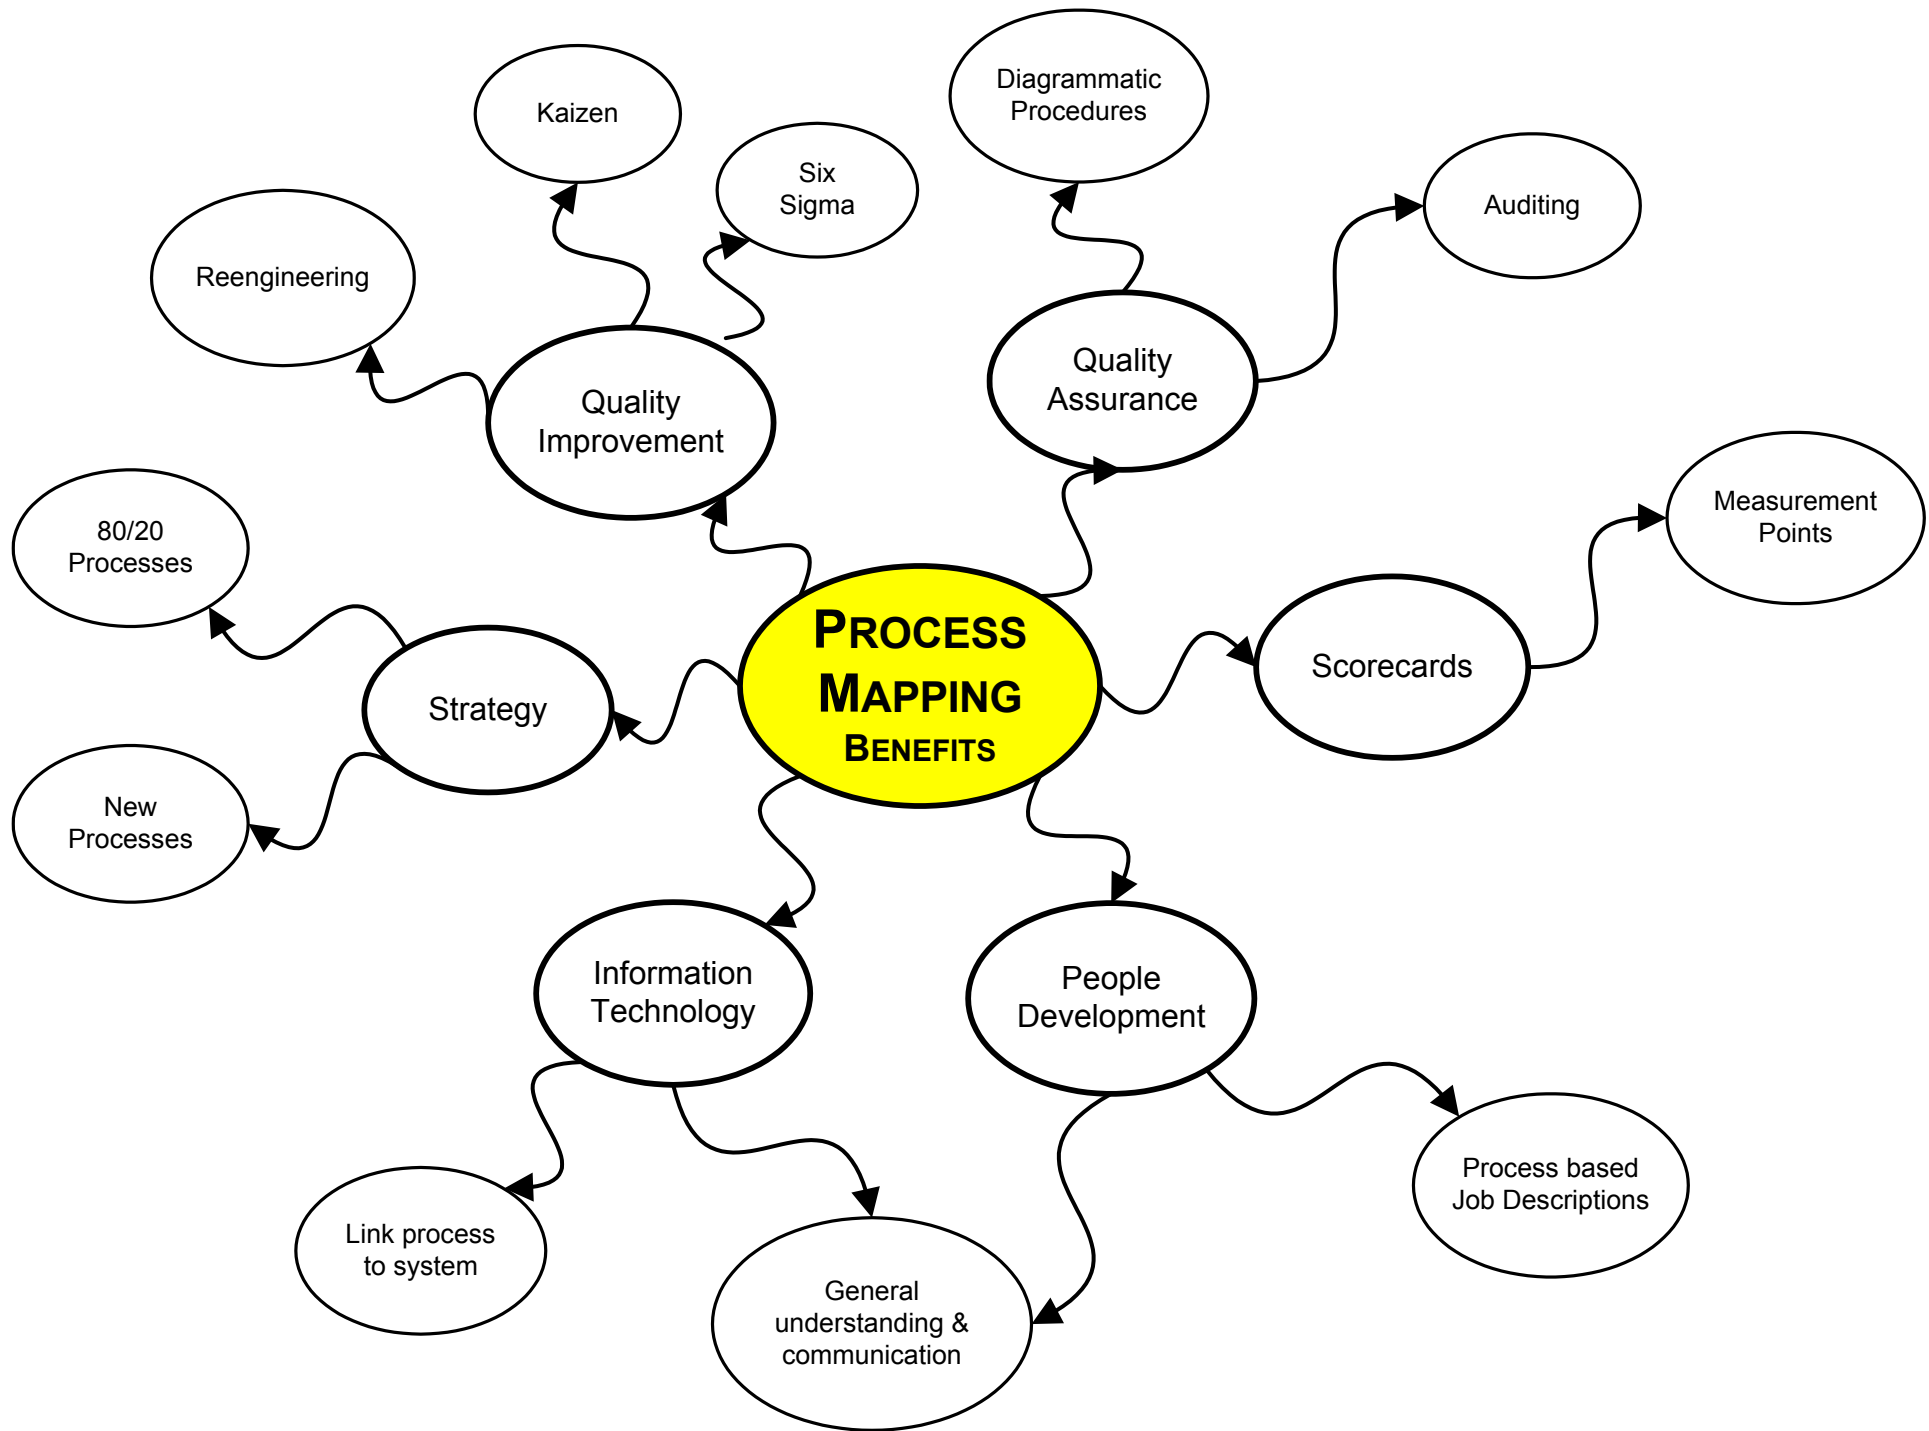 Diagrammatic
Procedures
Kaizen
Six
Sigma
Auditing
Reengineering
Quality
Assurance
Quality
Improvement
Measurement
Points
80/20
Processes
PROCESS
MAPPING
BENEFITS
Scorecards
Strategy
New
Processes
Information
Technology
People
Development
Process based
Job Descriptions
Link process
to system
General
understanding &
communication